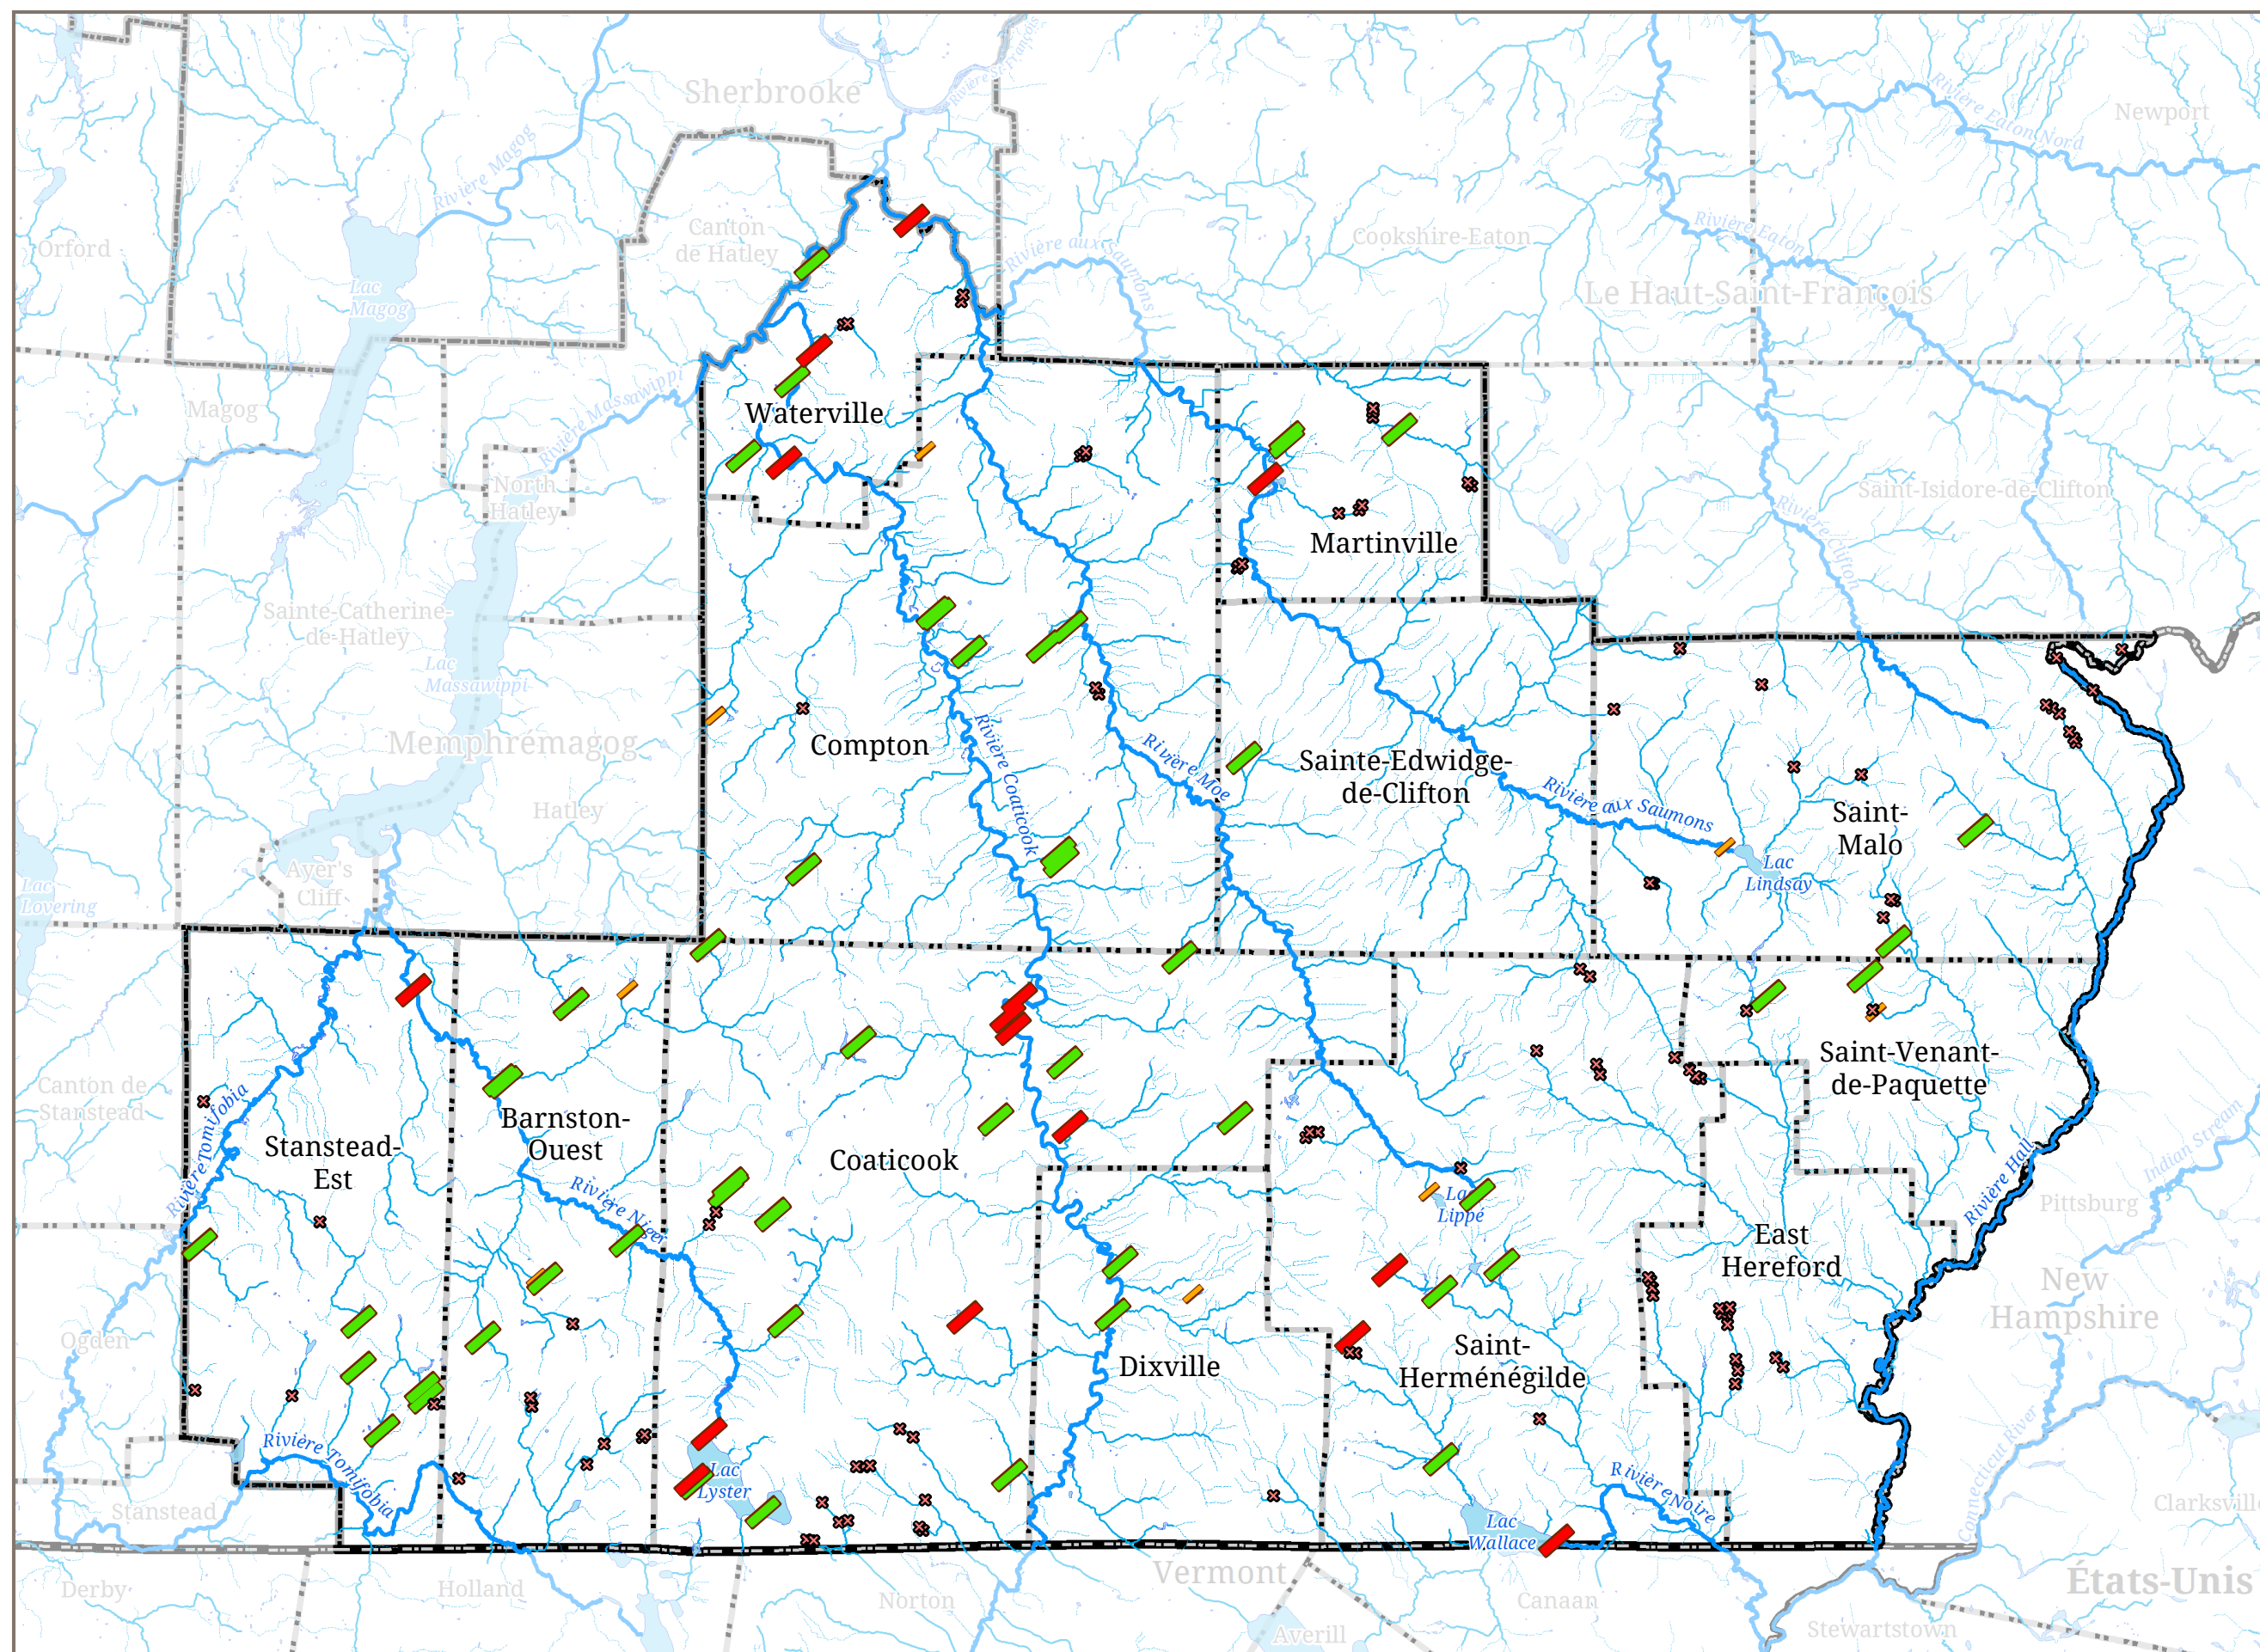 Sherbrooke
Rivière St-François
Newport
Rivière Eaton Nord
Rivière Magog
Orford
Canton
de Hatley
Rivière aux Saumons
Cookshire-Eaton
Rivière Eaton
Lac
Magog
Le Haut-Saint-François
Magog
Rivière Massawippi
Waterville
North
Hatley
Martinville
Saint-Isidore-de-Clifton
Rivière Clifton
Sainte-Catherine-
de-Hatley
Lac
Massawippi
Memphrémagog
Compton
Rivière Coaticook
Rivière Moe
Sainte-Edwidge-
de-Clifton
Rivière aux Saumons
Saint-
Malo
Hatley
Lac
Lindsay
Ayer's
Cliff
Lac
Lovering
Canton de
Stanstead
Rivière Tomifobia
Stanstead-
Est
Barnston-
Ouest
Rivière Niger
Coaticook
Saint-Venant-
de-Paquette
Rivière Hall
Indian Stream
Pittsburg
Lac
Lippé
East
Hereford
New
Hampshire
Ogden
Dixville
Saint-
Herménégilde
Rivière Tomifobia
Stanstead
Lac
Lyster
Lac
Wallace
Rivière Noire
Connecticut River
Clarksville
Derby
Holland
Norton
Vermont
Canaan
États-Unis
Averill
Stewartstown